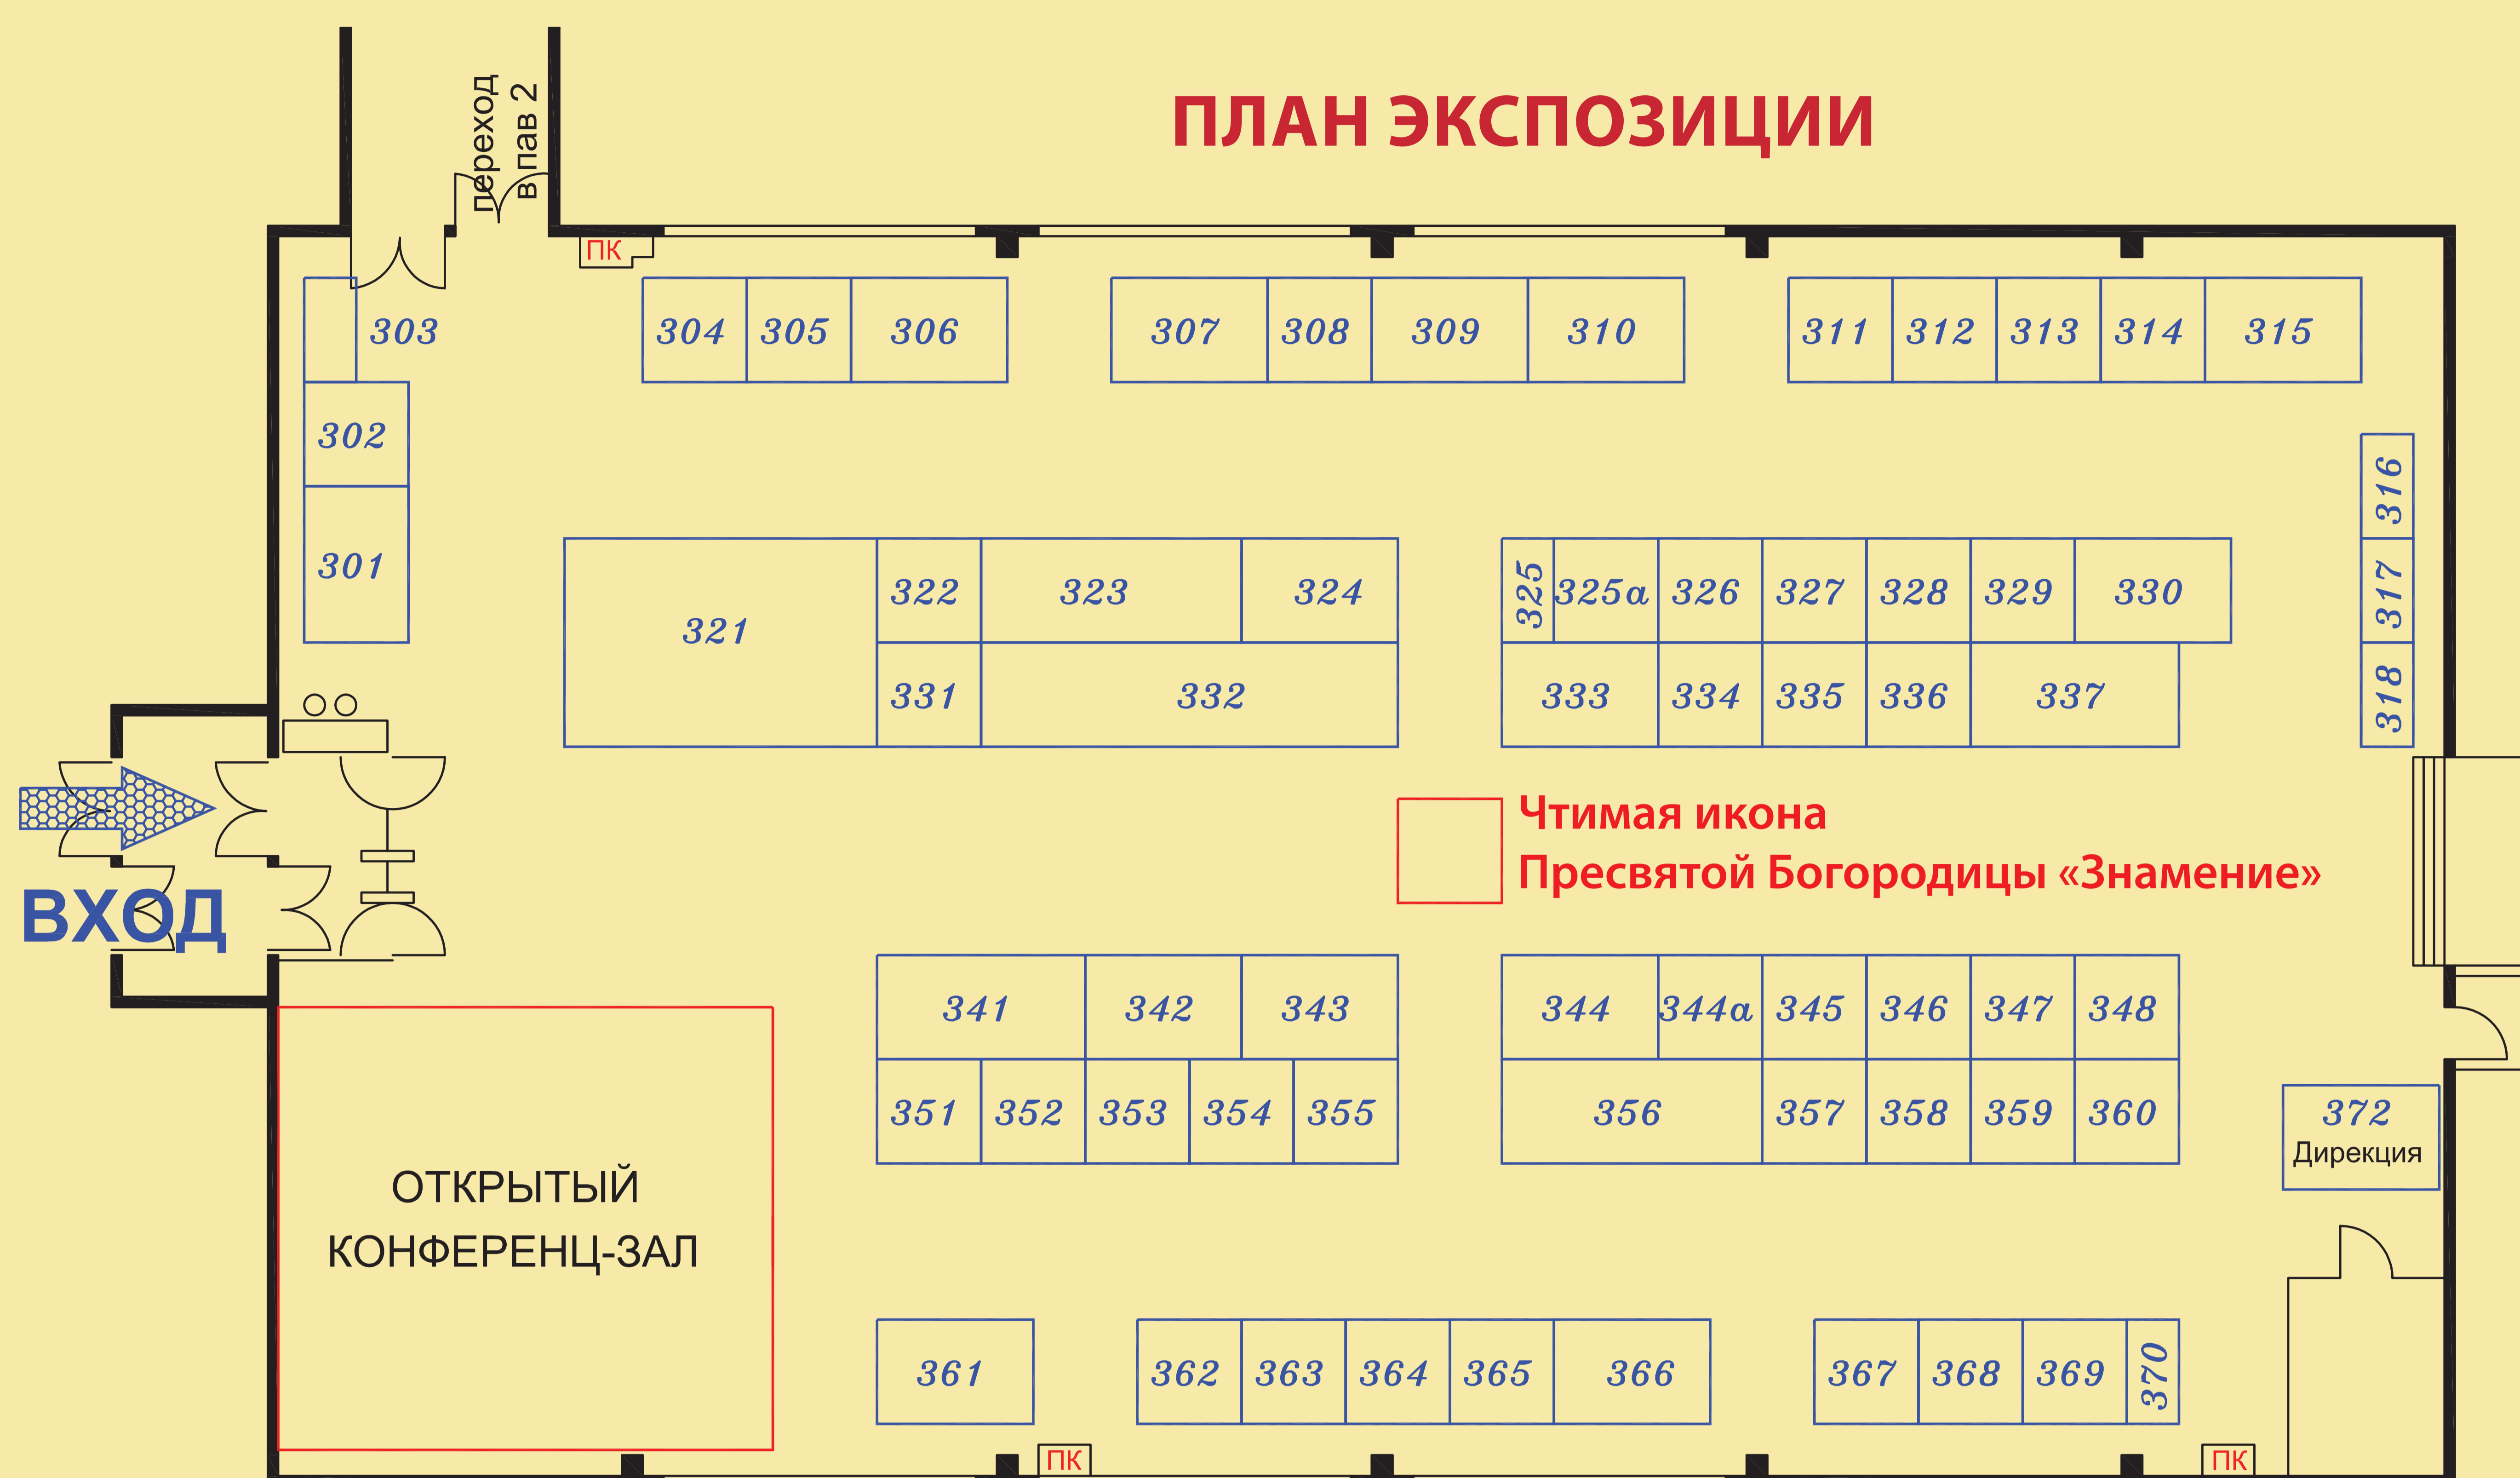 переход
в пав 2
ПЛАН ЭКСПОЗИЦИИ
ПК
303
304 305 306
307 308 309 310
311 312 313 314 315
302
316
301
321
322 323 324
325 325а 326 327 328 329 330
317
331 332
333 334 335 336 337
318
Чтимая икона
Пресвятой Богородицы «Знамение»
ВХОД
341 342 343
344 344а 345 346 347 348
351 352 353 354 355
356 357 358 359 360
372
Дирекция
ОТКРЫТЫЙ
КОНФЕРЕНЦ-ЗАЛ
361
362 363 364 365 366
367 368 369 370
ПК
ПК